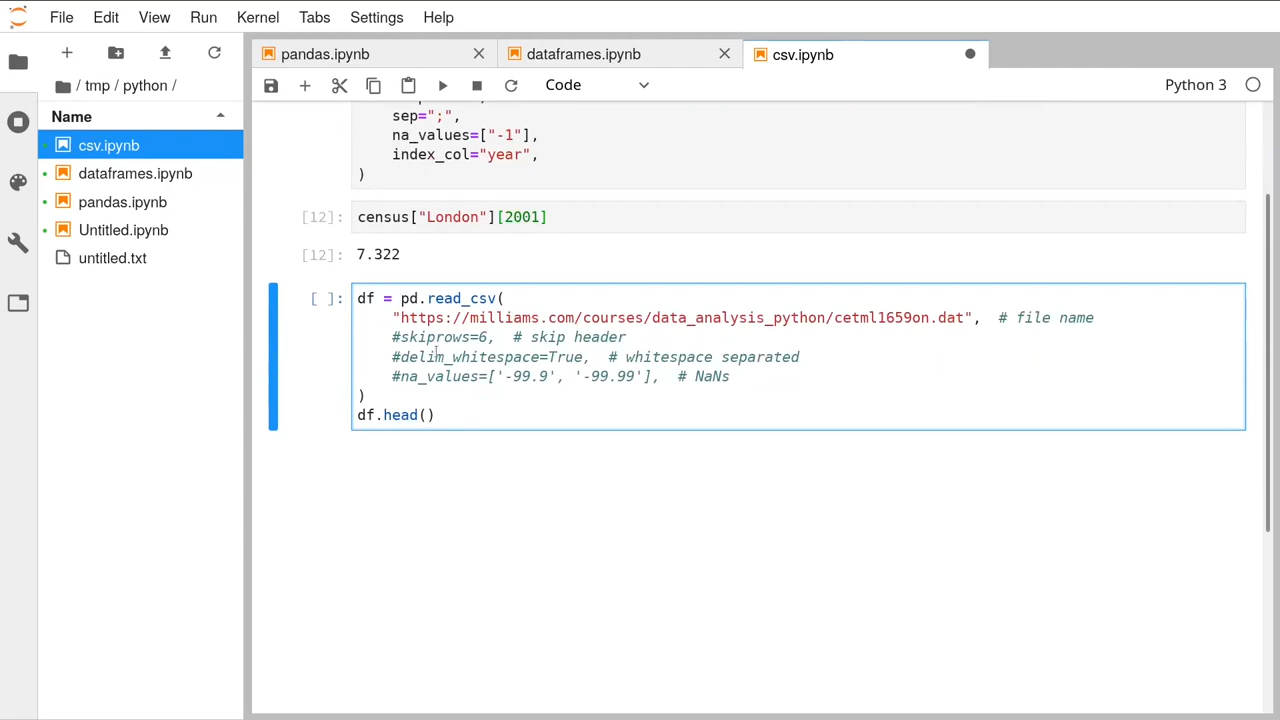 File Edit View Run Kernel Tabs Settings Help
pandas.ipynb dataframes.ipynb csv.ipynb
Code Python 3
/ tmp / python /
Name
csv.ipynb
dataframes.ipynb
pandas.ipynb
Untitled.ipynb
untitled.txt
sep=";",
na_values=["-1"],
index_col="year",
)
[12]: census["London"][2001]
[12]: 7.322
[ ]: df = pd.read_csv(
"https://milliams.com/courses/data_analysis_python/cetml1659on.dat", # file name
#skiprows=6, # skip header
#delim_whitespace=True, # whitespace separated
#na_values=['-99.9', '-99.99'], # NaNs
)
df.head()